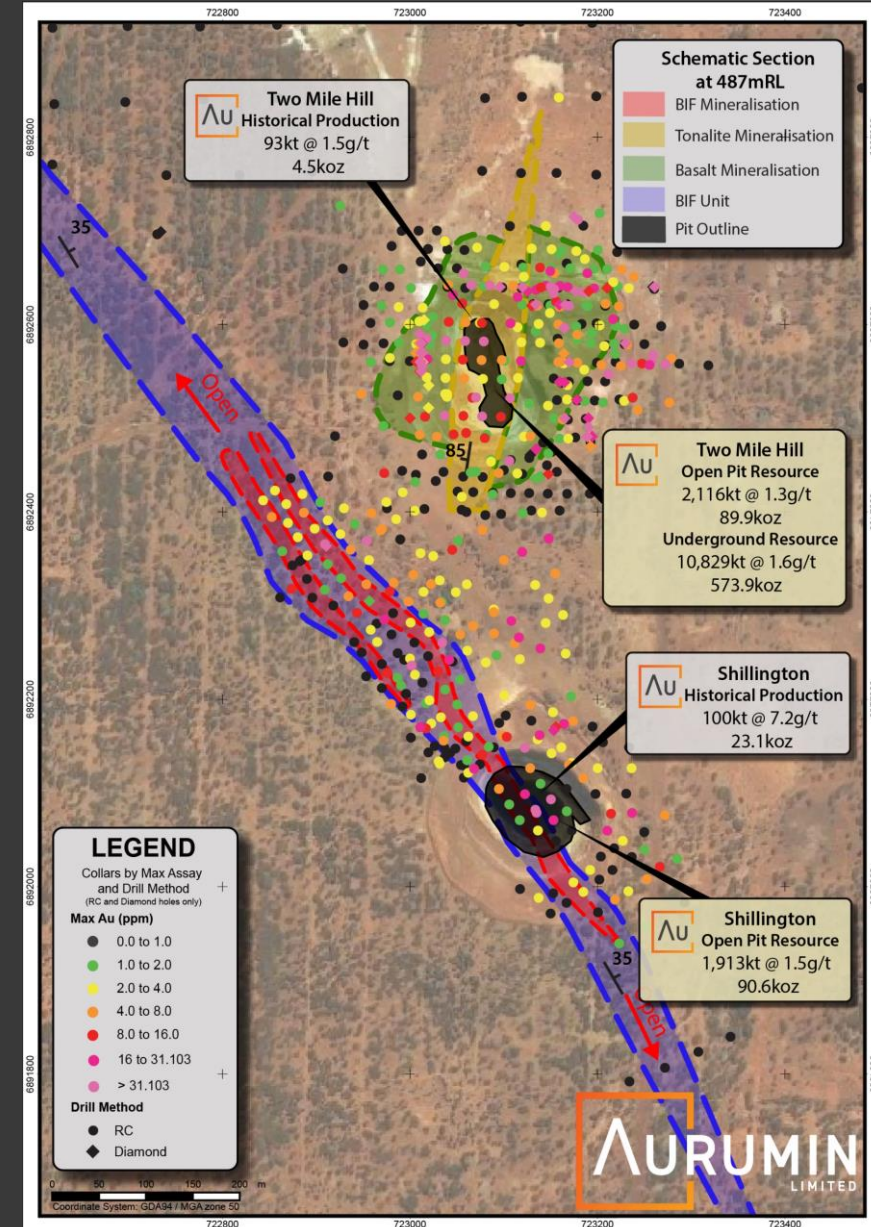 722800
723000
723200
723400
6892800
6892600
6892400
6892200
6892000
6891800
Schematic Section
at 487mRL
BIF Mineralisation
Tonalite Mineralisation
Basalt Mineralisation
BIF Unit
Pit Outline
Au
Two Mile Hill
Historical Production
93kt @ 1.5g/t
4.5koz
35
Open
85
Au
Two Mile Hill
Open Pit Resource
2,116kt @ 1.3g/t
89.9koz
Underground Resource
10,829kt @ 1.6g/t
573.9koz
Au
Shillington
Historical Production
100kt @ 7.2g/t
23.1koz
Au
Shillington
Open Pit Resource
1,913kt @ 1.5g/t
90.6koz
35
Open
LEGEND
Collars by Max Assay
and Drill Method
(RC and Diamond holes only)
Max Au (ppm)
0.0 to 1.0
1.0 to 2.0
2.0 to 4.0
4.0 to 8.0
8.0 to 16.0
16 to 31.103
> 31.103
Drill Method
RC
Diamond
0 50 100 150 200 m
Coordinate System: GDA94 / MGA zone 50
AURUMIN
LIMITED
722800
723000
723200
723400